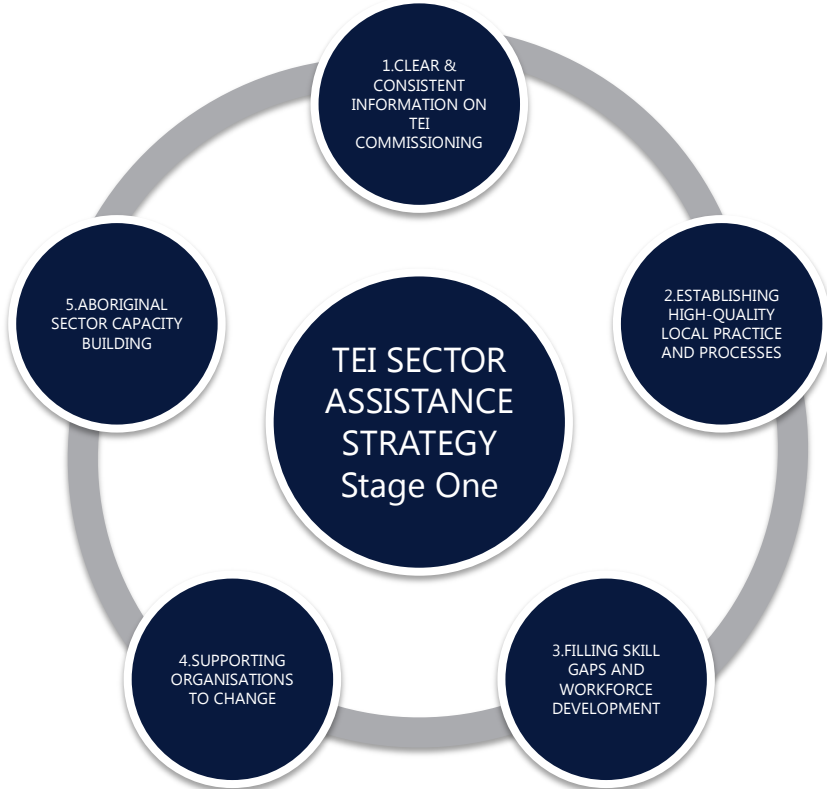 1.CLEAR &
CONSISTENT
INFORMATION ON
TEI
COMMISSIONING
2.ESTABLISHING
HIGH-QUALITY
LOCAL PRACTICE
AND PROCESSES
3.FILLING SKILL
GAPS AND
WORKFORCE
DEVELOPMENT
4.SUPPORTING
ORGANISATIONS
TO CHANGE
5.ABORIGINAL
SECTOR CAPACITY
BUILDING
TEI SECTOR
ASSISTANCE
STRATEGY
Stage One